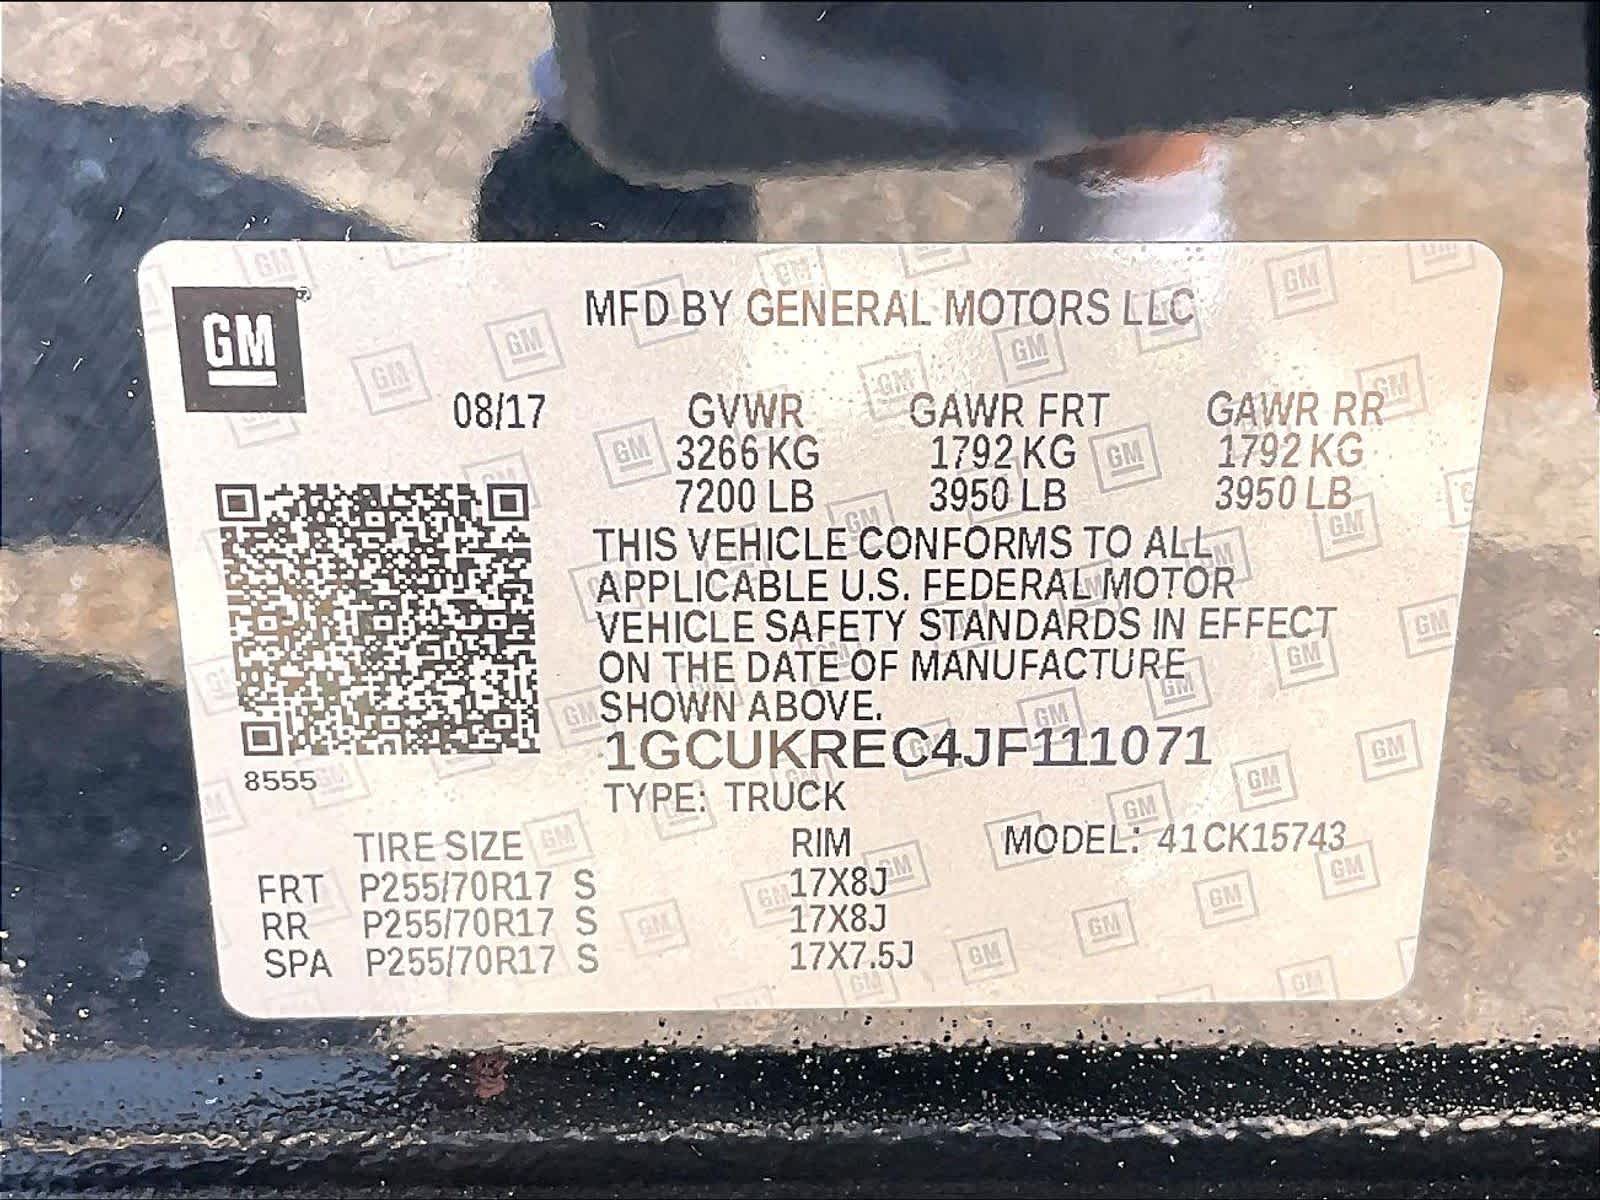 GM®
MFD BY GENERAL MOTORS LLC
08/17 GVWR GAWR FRT GAWR RR
3266 KG 1792 KG 1792 KG
7200 LB 3950 LB 3950 LB
THIS VEHICLE CONFORMS TO ALL
APPLICABLE U.S. FEDERAL MOTOR
VEHICLE SAFETY STANDARDS IN EFFECT
ON THE DATE OF MANUFACTURE
SHOWN ABOVE.
1GCUKREC4JF111071
8555
TYPE: TRUCK
TIRE SIZE RIM MODEL: 41CK15743
FRT P255/70R17 S 17X8J
RR P255/70R17 S 17X8J
SPA P255/70R17 S 17X7.5J